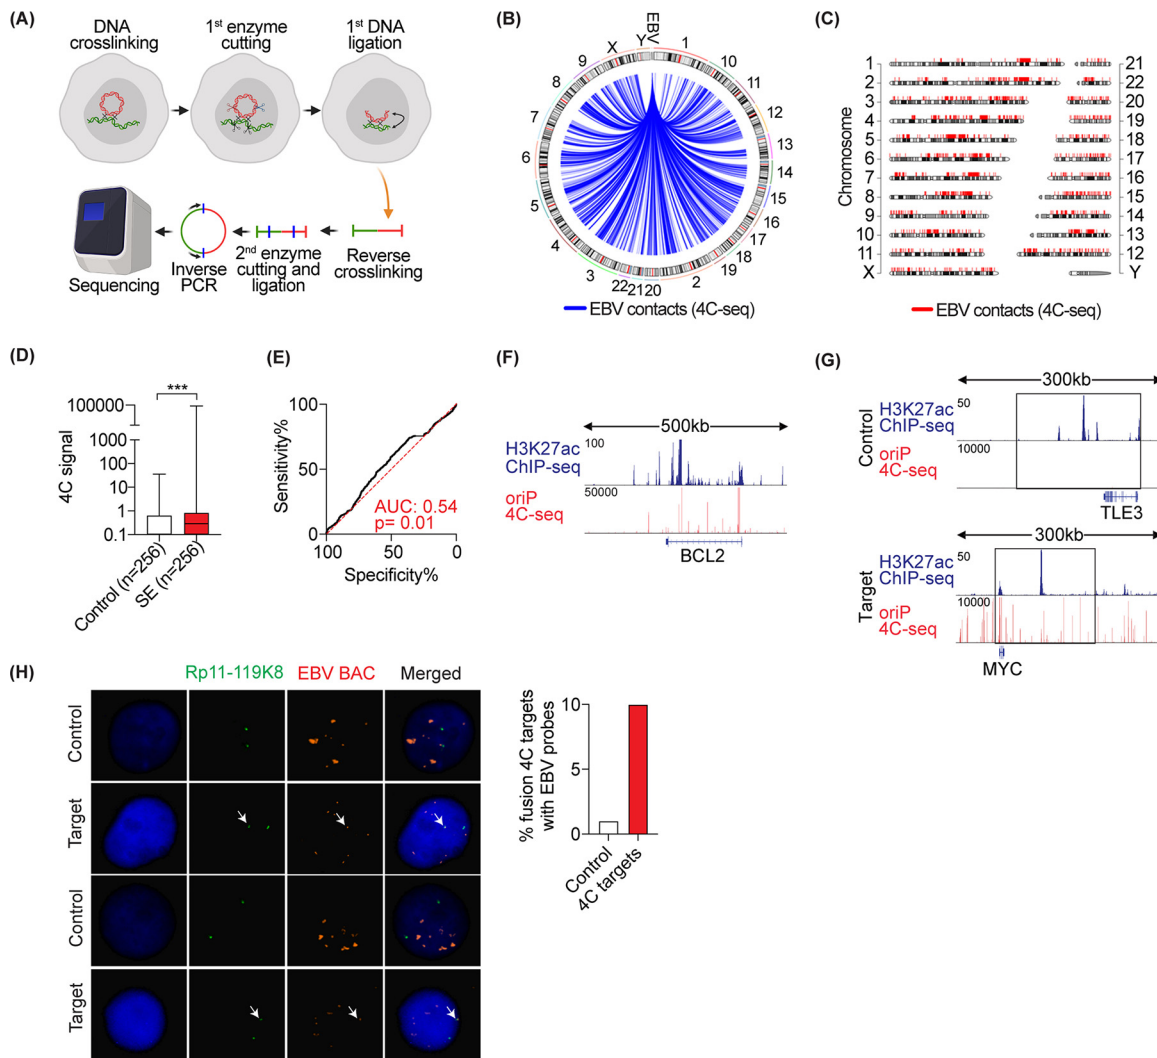 (A)
DNA
crosslinking
1st enzyme
cutting
1st DNA
ligation
Sequencing
Inverse
PCR
2nd enzyme
cutting and
ligation
Reverse
crosslinking
(B)
EBV
1
10
11
12
13
14
15
16
17
18
19
2
20
21
22
3
4
5
6
7
8
9
X
Y
EBV contacts (4C-seq)
(C)
Chromosome
1
2
3
4
5
6
7
8
9
10
11
X
21
22
20
19
18
17
16
15
14
13
12
Y
EBV contacts (4C-seq)
(D)
4C signal
100000
1000
100
10
1
0.1
***
Control (n=256)
SE (n=256)
(E)
Sensitivity%
100
50
0
AUC: 0.54
p= 0.01
100
50
0
Specificity%
(F)
500kb
H3K27ac
ChIP-seq
100
oriP
4C-seq
50000
BCL2
(G)
Control
300kb
H3K27ac
ChIP-seq
50
oriP
4C-seq
10000
TLE3
Target
300kb
H3K27ac
ChIP-seq
50
oriP
4C-seq
10000
MYC
(H)
Rp11-119K8
EBV BAC
Merged
Control
Target
Control
Target
% fusion 4C targets
with EBV probes
10
5
0
Control
4C targets